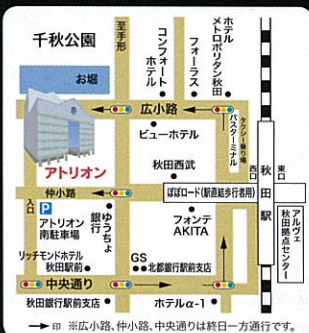 千秋公園
至手形
コンフォート
ホテル
フォーラス
ホテル
メトロポリタン秋田
お堀
広小路
タクシー乗り場
バスターミナル
ビューホテル
アトリオン
秋田西武
西口
東口
秋田駅
仲小路
ぽぽロード(駅直結歩行者用)
入口
P
アトリオン
南駐車場
ゆうちょ
銀行
フォンテ
AKITA
アルヴェ
秋田拠点センター
リッチモンドホテル
秋田駅前
GS
北都銀行駅前支店
中央通り
秋田銀行駅前支店
ホテルα-1
→印 ※広小路、仲小路、中央通りは終日一方通行です。